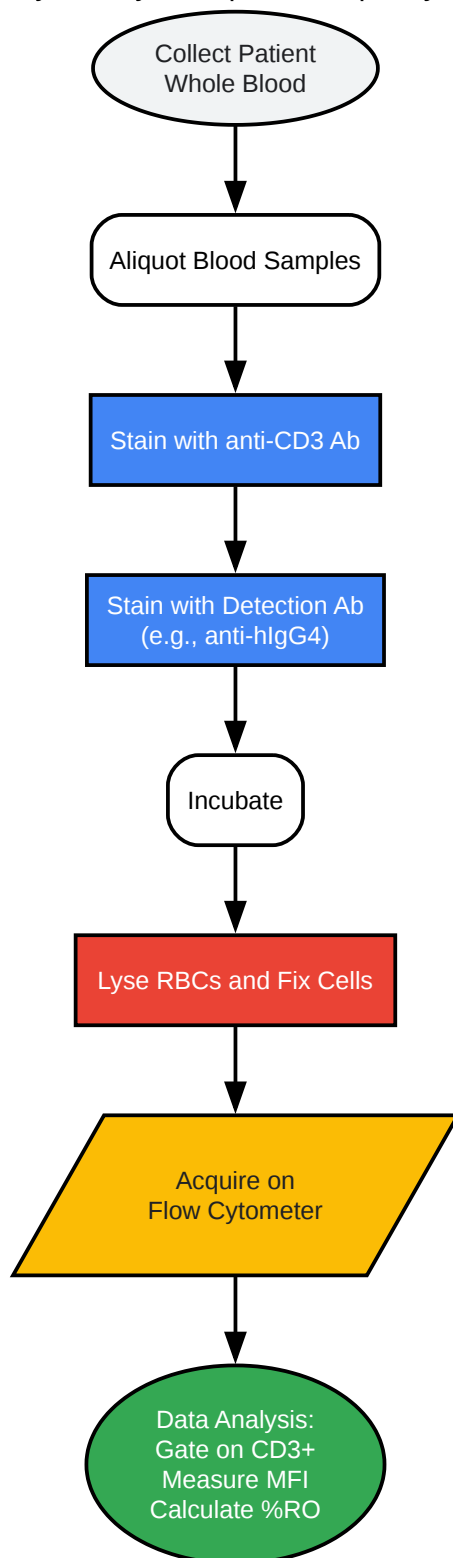 Collect Patient
Whole Blood
Aliquot Blood Samples
Stain with anti-CD3 Ab
Stain with Detection Ab
(e.g., anti-hIgG4)
Incubate
Lyse RBCs and Fix Cells
Acquire on
Flow Cytometer
Data Analysis:
Gate on CD3+
Measure MFI
Calculate %RO